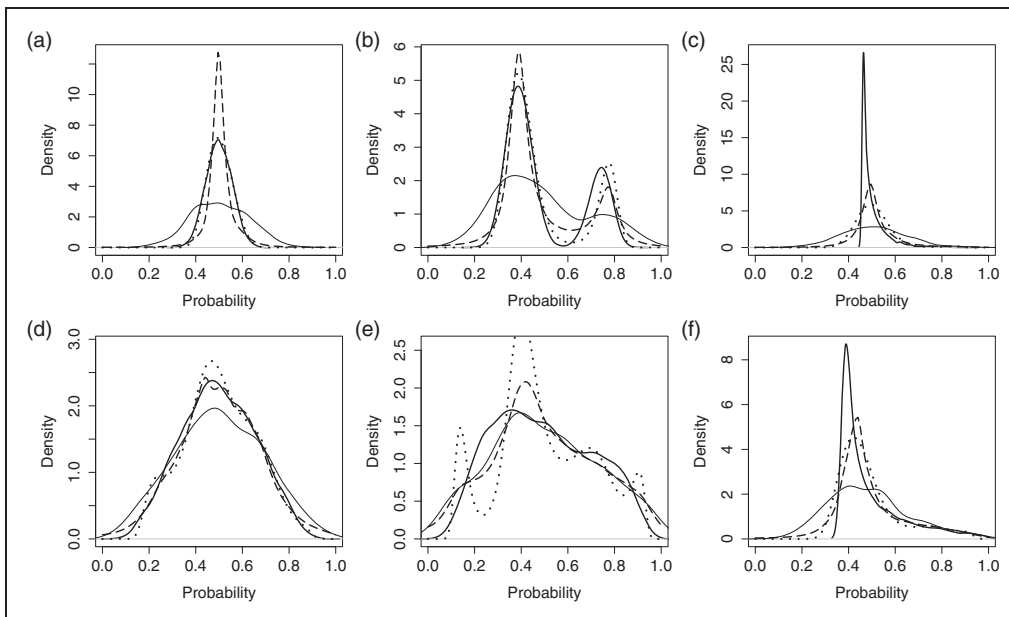 (a)
Density
0 2 4 6 8 10
0.0 0.2 0.4 0.6 0.8 1.0
Probability
(b)
Density
0 1 2 3 4 5 6
0.0 0.2 0.4 0.6 0.8 1.0
Probability
(c)
Density
0 5 10 15 20 25
0.0 0.2 0.4 0.6 0.8 1.0
Probability
(d)
Density
0.0 1.0 2.0 3.0
0.0 0.2 0.4 0.6 0.8 1.0
Probability
(e)
Density
0.0 0.5 1.0 1.5 2.0 2.5
0.0 0.2 0.4 0.6 0.8 1.0
Probability
(f)
Density
0 2 4 6 8
0.0 0.2 0.4 0.6 0.8 1.0
Probability